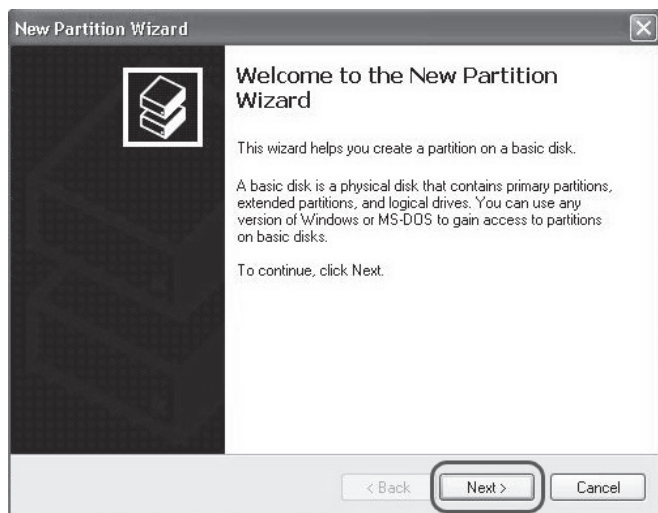 New Partition Wizard
Welcome to the New Partition
Wizard
This wizard helps you create a partition on a basic disk.
A basic disk is a physical disk that contains primary partitions,
extended partitions, and logical drives. You can use any
version of Windows or MS-DOS to gain access to partitions
on basic disks.
To continue, click Next.
< Back
Next >
Cancel